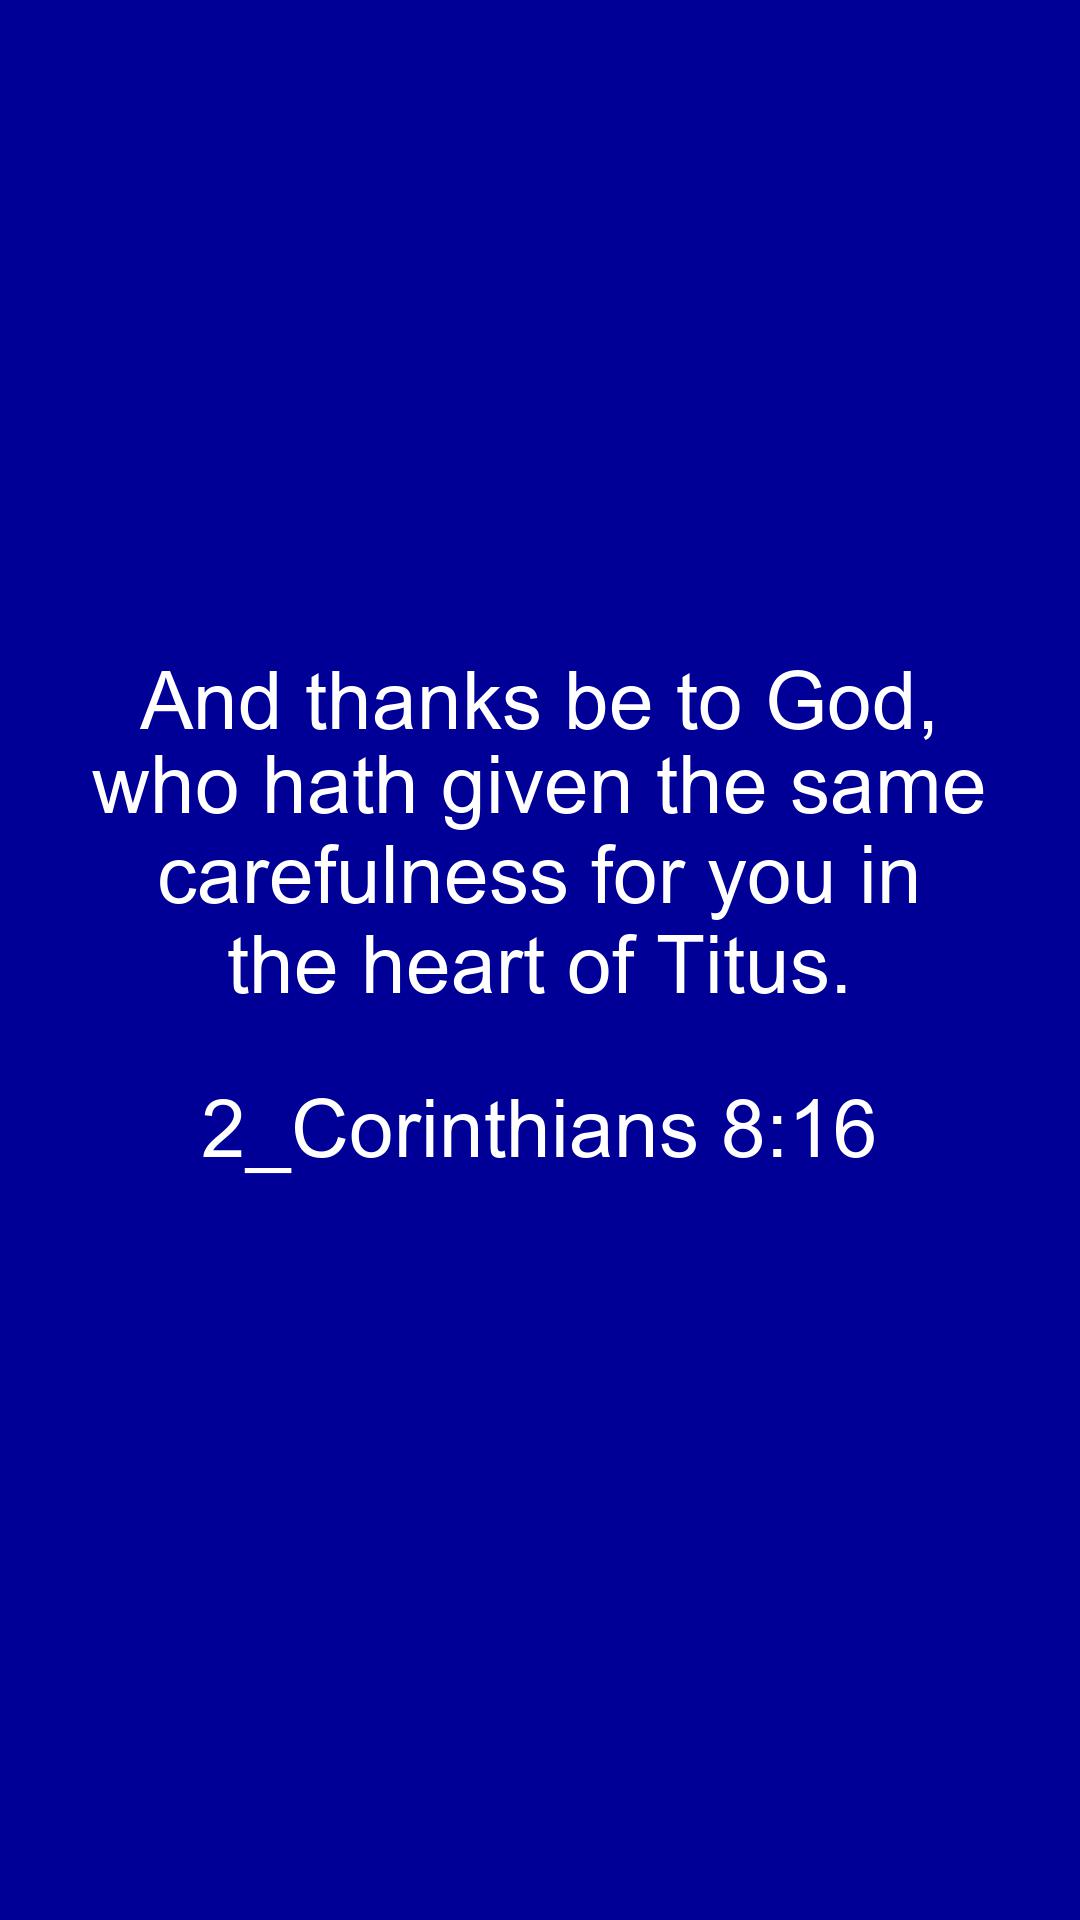 And thanks be to God,
who hath given the same
carefulness for you in
the heart of Titus.
2_Corinthians 8:16